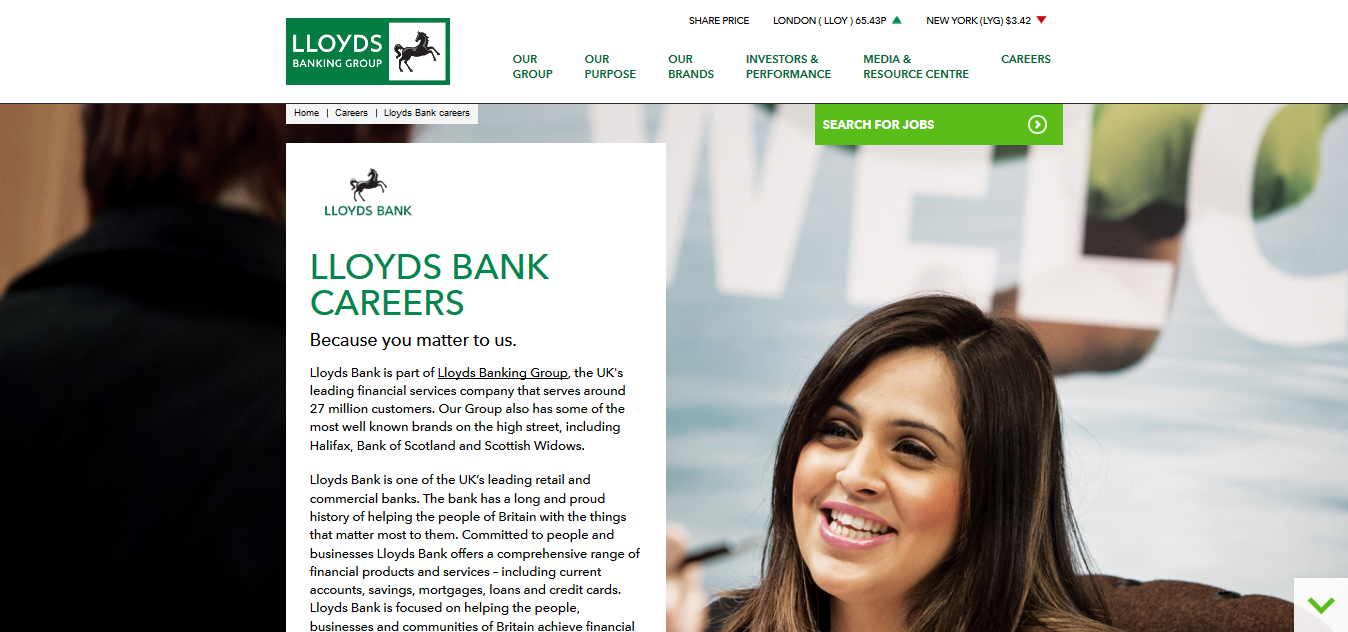 SHARE PRICE LONDON ( LLOY ) 65.43P NEW YORK (LYG) $3.42
LLOYDS
BANKING GROUP
OUR
GROUP
OUR
PURPOSE
OUR
BRANDS
INVESTORS &
PERFORMANCE
MEDIA &
RESOURCE CENTRE
CAREERS
Home | Careers | Lloyds Bank careers
SEARCH FOR JOBS
WELC
LLOYDS BANK
LLOYDS BANK
CAREERS
Because you matter to us.
Lloyds Bank is part of Lloyds Banking Group, the UK's
leading financial services company that serves around
27 million customers. Our Group also has some of the
most well known brands on the high street, including
Halifax, Bank of Scotland and Scottish Widows.
Lloyds Bank is one of the UK’s leading retail and
commercial banks. The bank has a long and proud
history of helping the people of Britain with the things
that matter most to them. Committed to people and
businesses Lloyds Bank offers a comprehensive range of
financial products and services – including current
accounts, savings, mortgages, loans and credit cards.
Lloyds Bank is focused on helping the people,
businesses and communities of Britain achieve financial